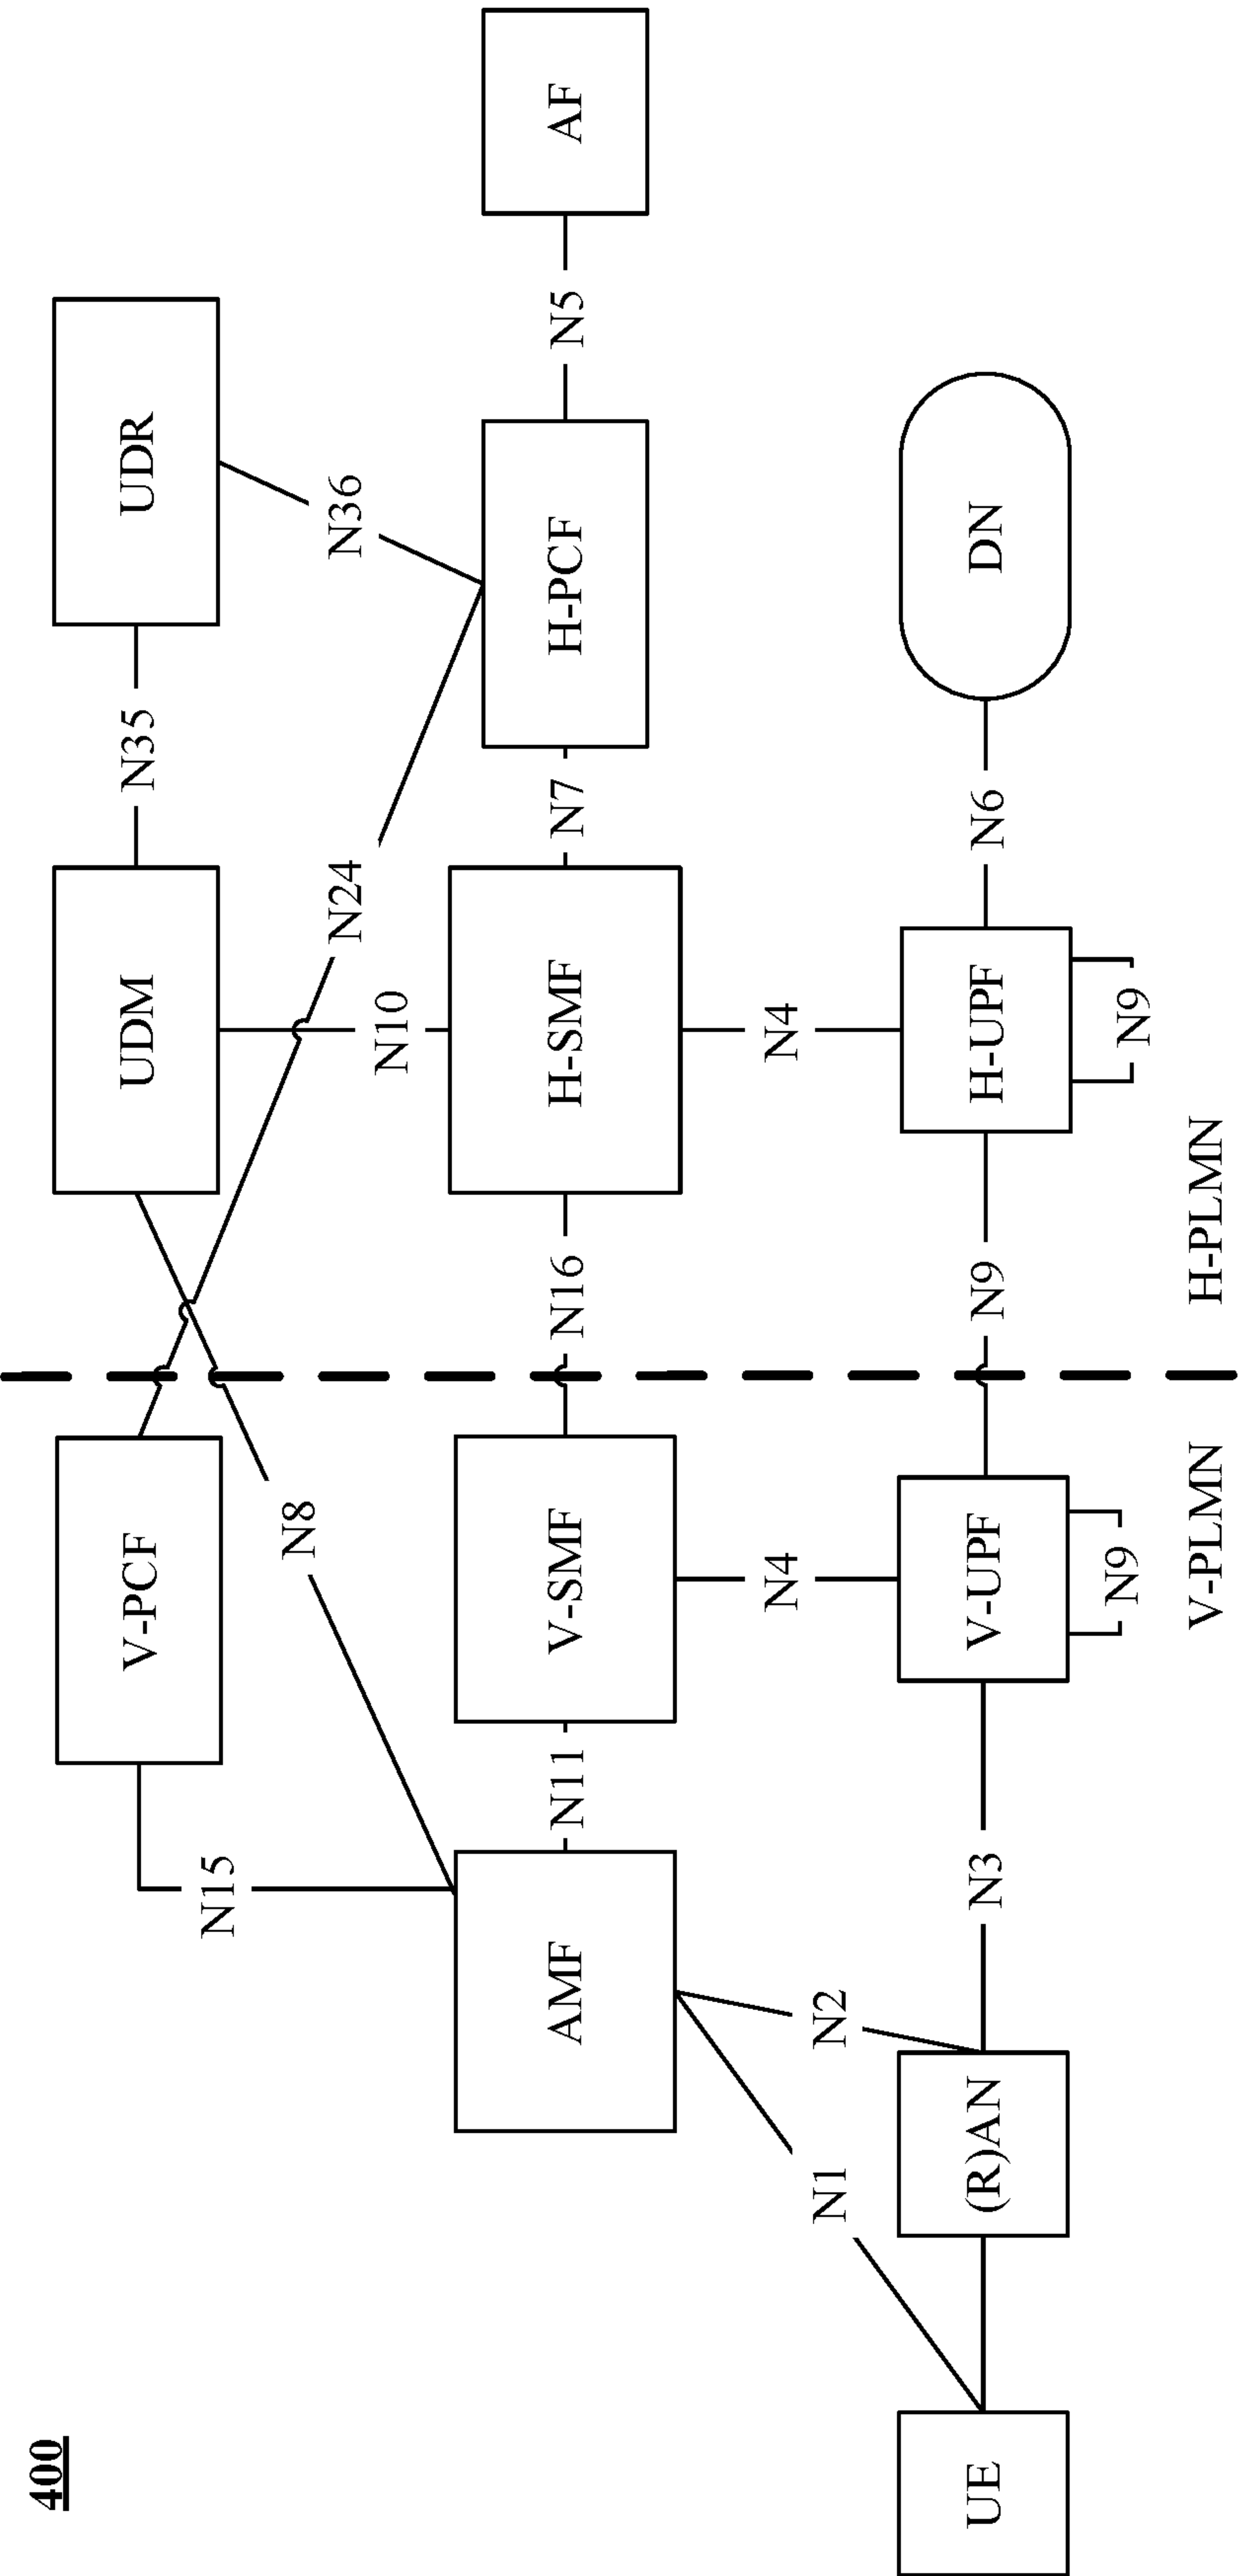 400
V-PCF
UDM
N35
UDR
N15
N8
N24
N36
N10
AMF
N11
V-SMF
N16
H-SMF
N7
H-PCF
N5
AF
N1
N2
N4
N4
UE
(R)AN
N3
V-UPF
N9
H-UPF
N6
DN
N9
N9
V-PLMN
H-PLMN